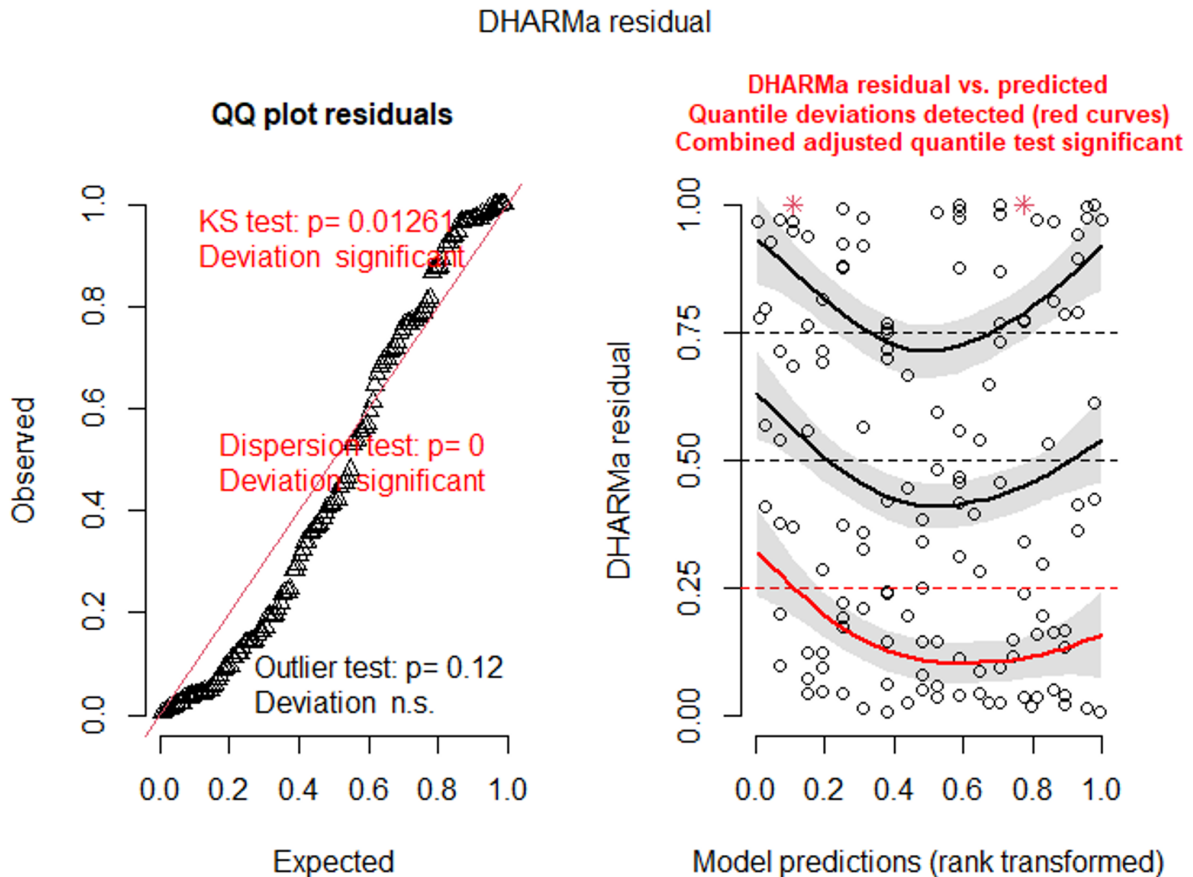 DHARMa residual
QQ plot residuals
KS test: p= 0.01261
Deviation  significant
Dispersion test: p= 0
Deviation  significant
Outlier test: p= 0.12
Deviation  n.s.
Observed
1.0
0.8
0.6
0.4
0.2
0.0
0.0 0.2 0.4 0.6 0.8 1.0
Expected
DHARMa residual vs. predicted
Quantile deviations detected (red curves)
Combined adjusted quantile test significant
DHARMa residual
1.00
0.75
0.50
0.25
0.00
0.0 0.2 0.4 0.6 0.8 1.0
Model predictions (rank transformed)